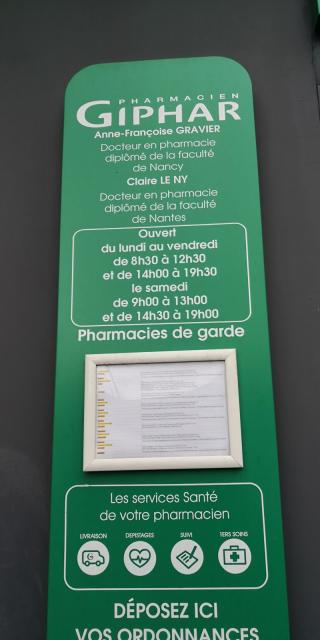 PHARMACIEN
GIPHAR
Anne-Françoise GRAVIER
Docteur en pharmacie
diplômé de la faculté
de Nancy
Claire LE NY
Docteur en pharmacie
diplômé de la faculté
de Nantes
Ouvert
du lundi au vendredi
de 8h30 à 12h30
et de 14h00 à 19h30
le samedi
de 9h00 à 13h00
et de 14h30 à 19h00
Pharmacies de garde
Les services Santé
de votre pharmacien
LIVRAISON DEPISTAGES SUIVI 1ERS SOINS
DÉPOSEZ ICI
VOS ORDONNANCES